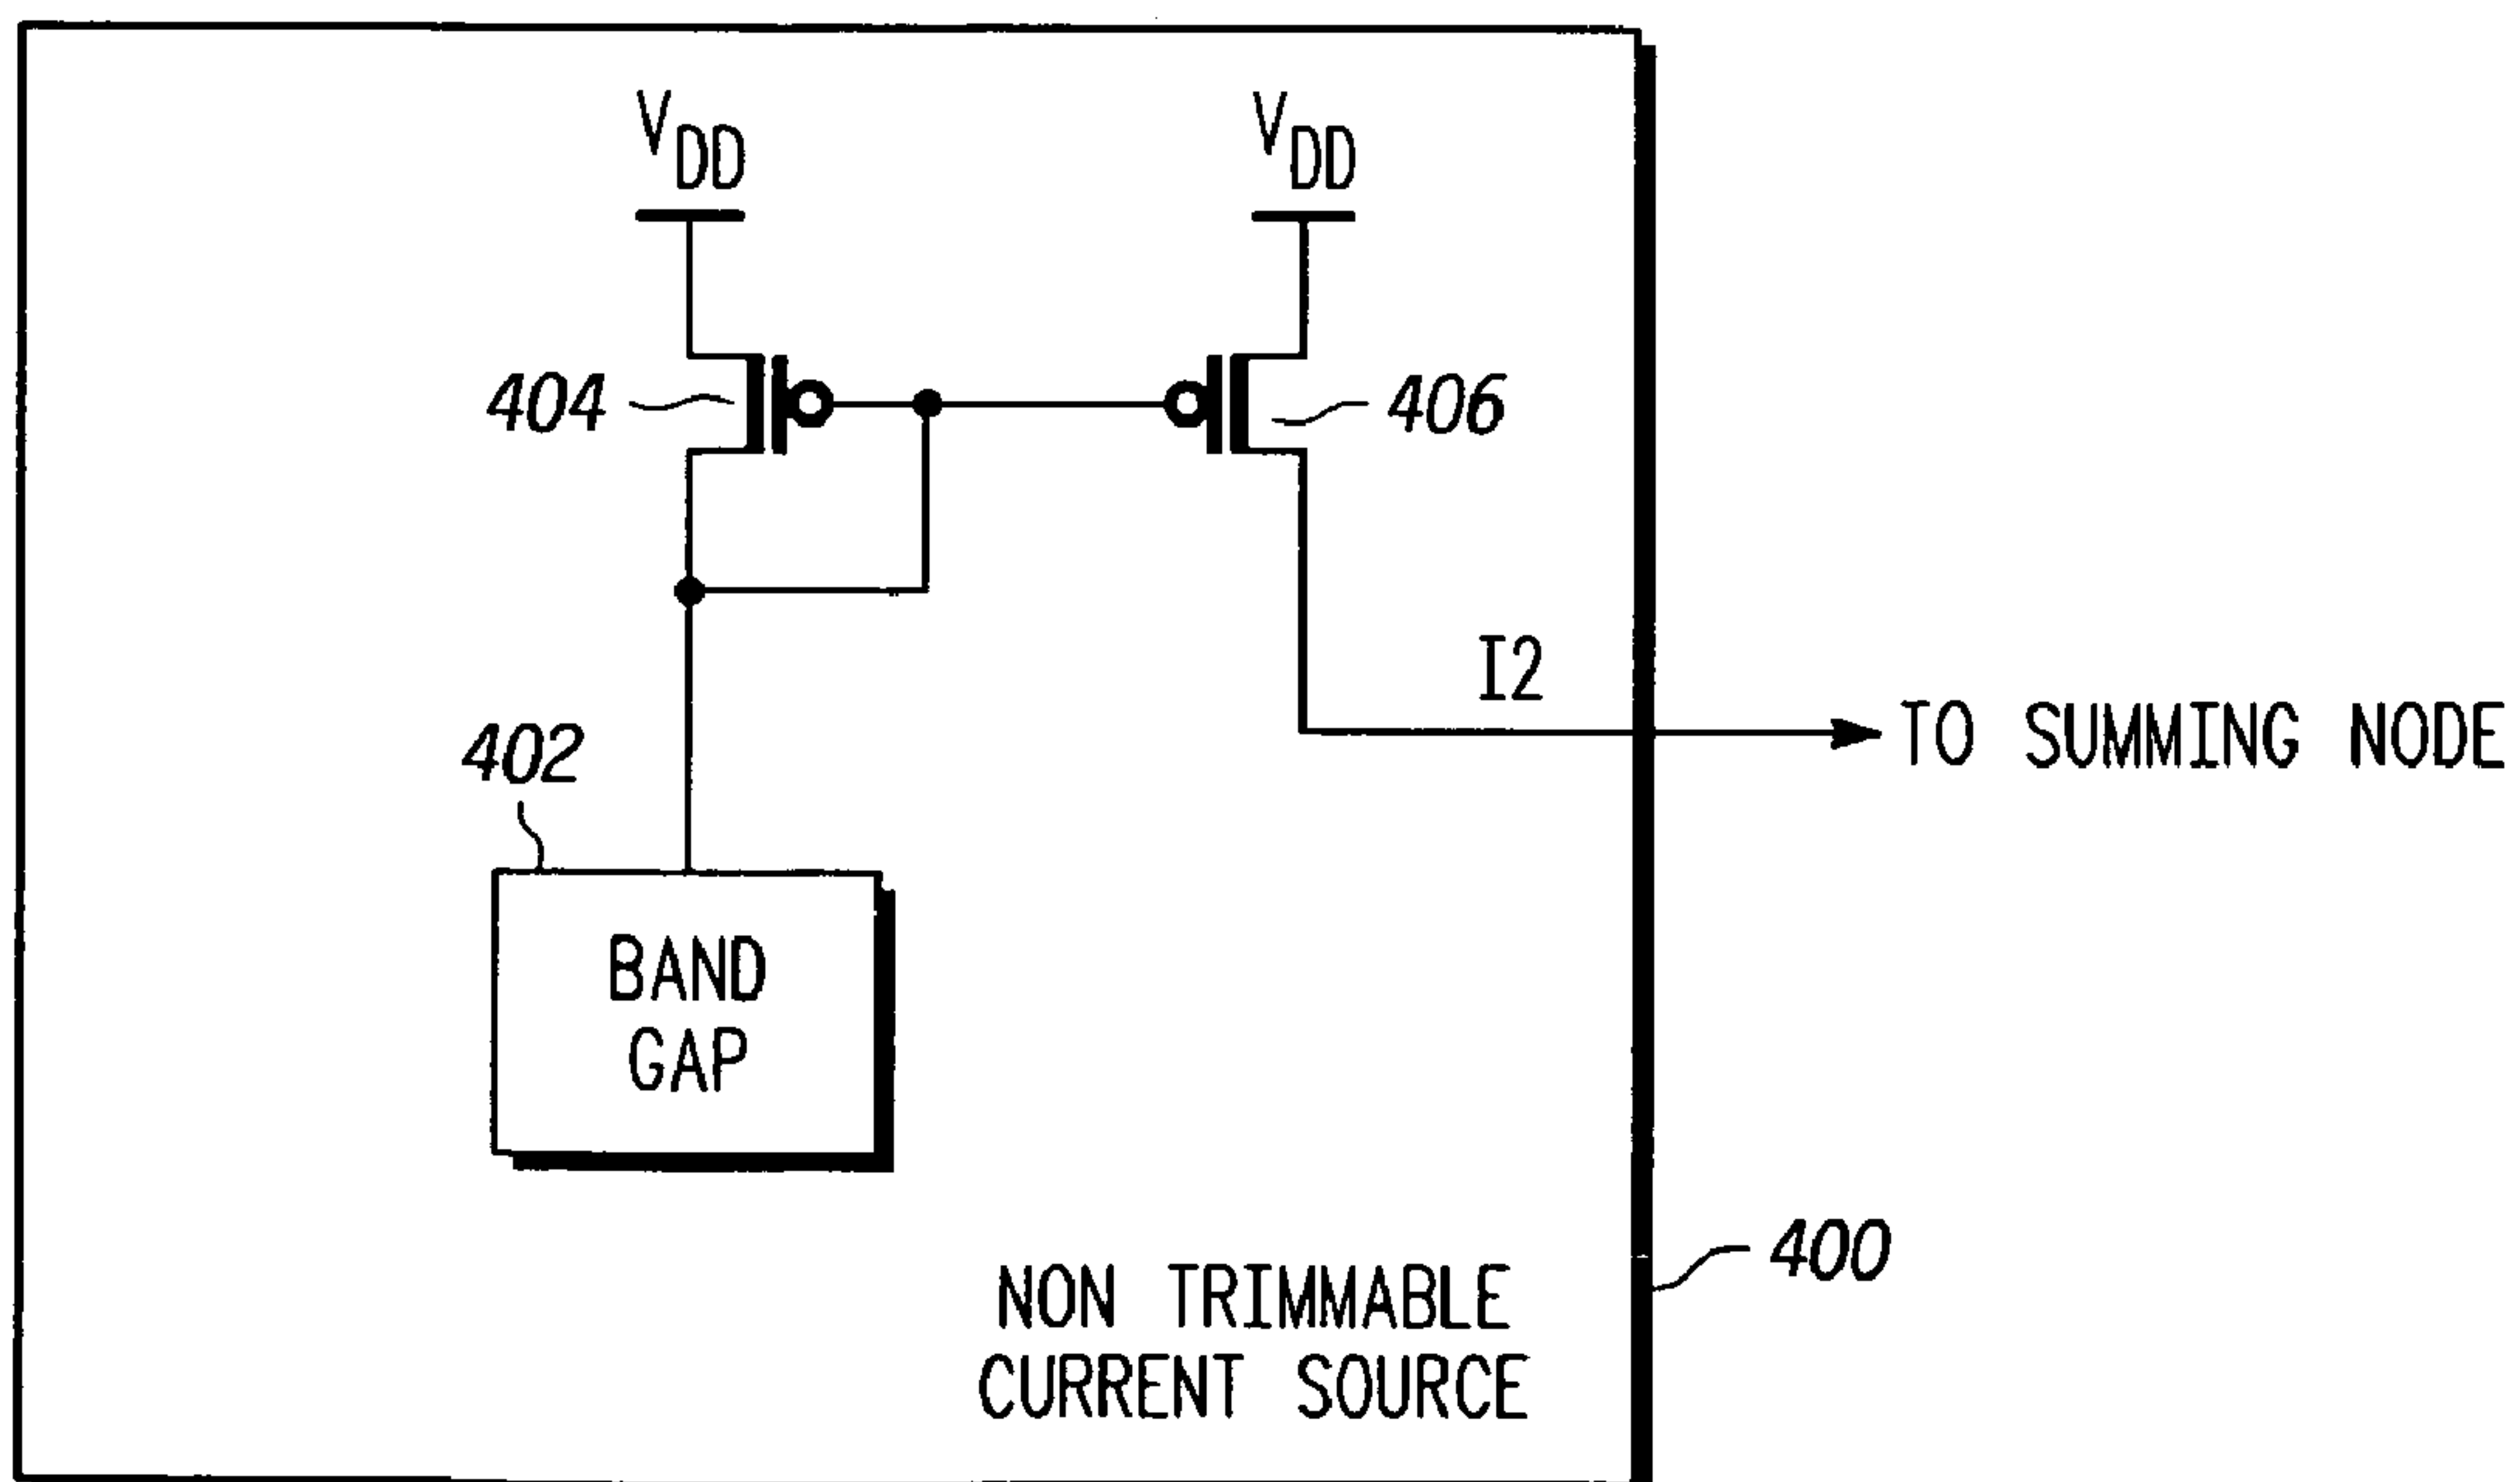 VDD
VDD
404
406
I2
TO SUMMING NODE
402
BAND
GAP
400
NON TRIMMABLE
CURRENT SOURCE